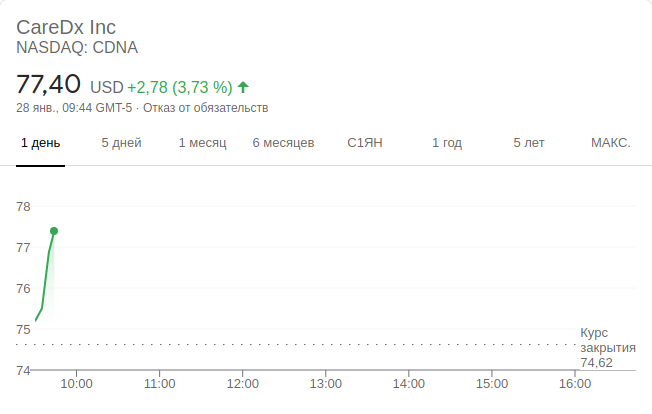 CareDx Inc
NASDAQ: CDNA
77,40 USD +2,78 (3,73 %)
28 янв., 09:44 GMT-5 · Отказ от обязательств
1 день 5 дней 1 месяц 6 месяцев С1ЯН 1 год 5 лет МАКС.
78
77
76
75
Курс
закрытия
74,62
74
10:00 11:00 12:00 13:00 14:00 15:00 16:00